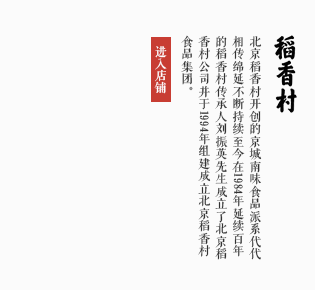 稻香村
北京稻香村开创的京城南味食品派系代代
相传绵延不断持续至今在1984年延续百年
的稻香村传承人刘振英先生成立了北京稻
香村公司并于1994年组建成立北京稻香村
食品集团。
进入店铺